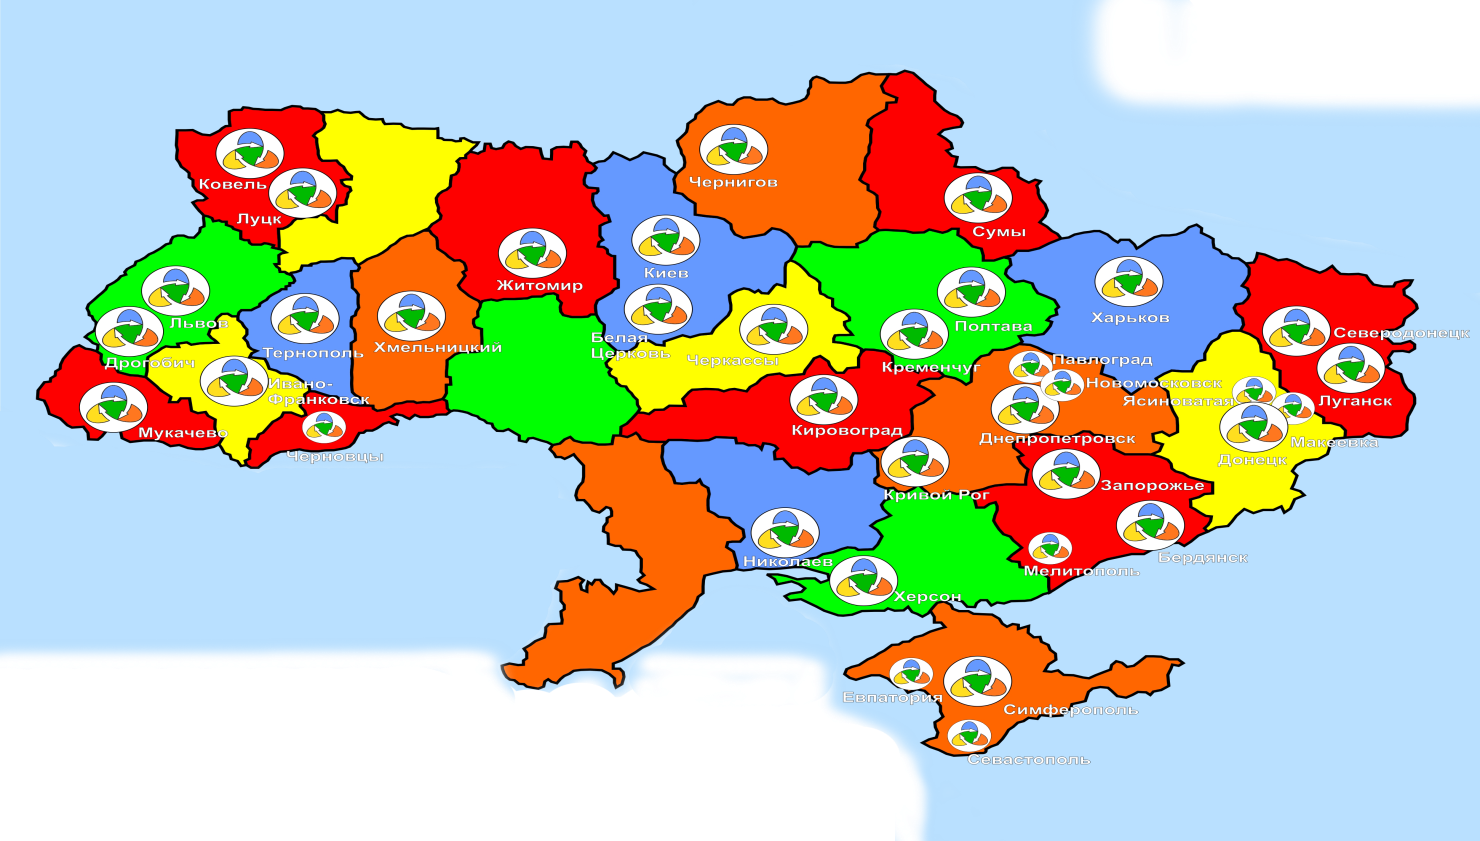 Чернигов
Ковель
Луцк
Сумы
Киев
Житомир
Львов
Харьков
Полтава
Белая
Церковь
Северодонецк
Тернополь
Хмельницкий
Черкассы
Кременчуг
Дрогобич
Павлоград
Ивано-
Франковск
Новомосковск
Ясиноватая
Луганск
Мукачево
Кировоград
Днепропетровск
Макеевка
Черновцы
Донецк
Запорожье
Кривой Рог
Николаев
Бердянск
Мелитополь
Херсон
Евпатория
Симферополь
Севастополь